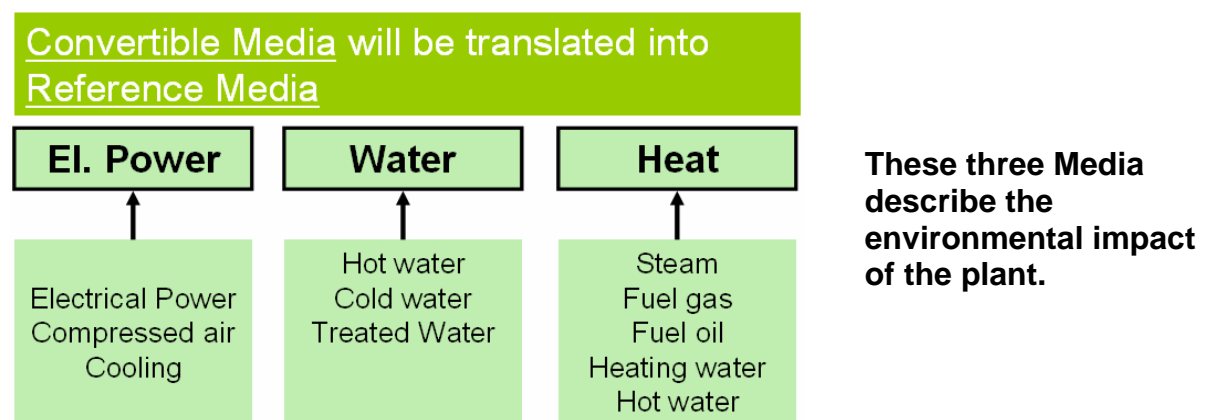 Convertible Media will be translated into
Reference Media
El. Power
Water
Heat
These three Media
describe the
environmental impact
of the plant.
Electrical Power
Compressed air
Cooling
Hot water
Cold water
Treated Water
Steam
Fuel gas
Fuel oil
Heating water
Hot water